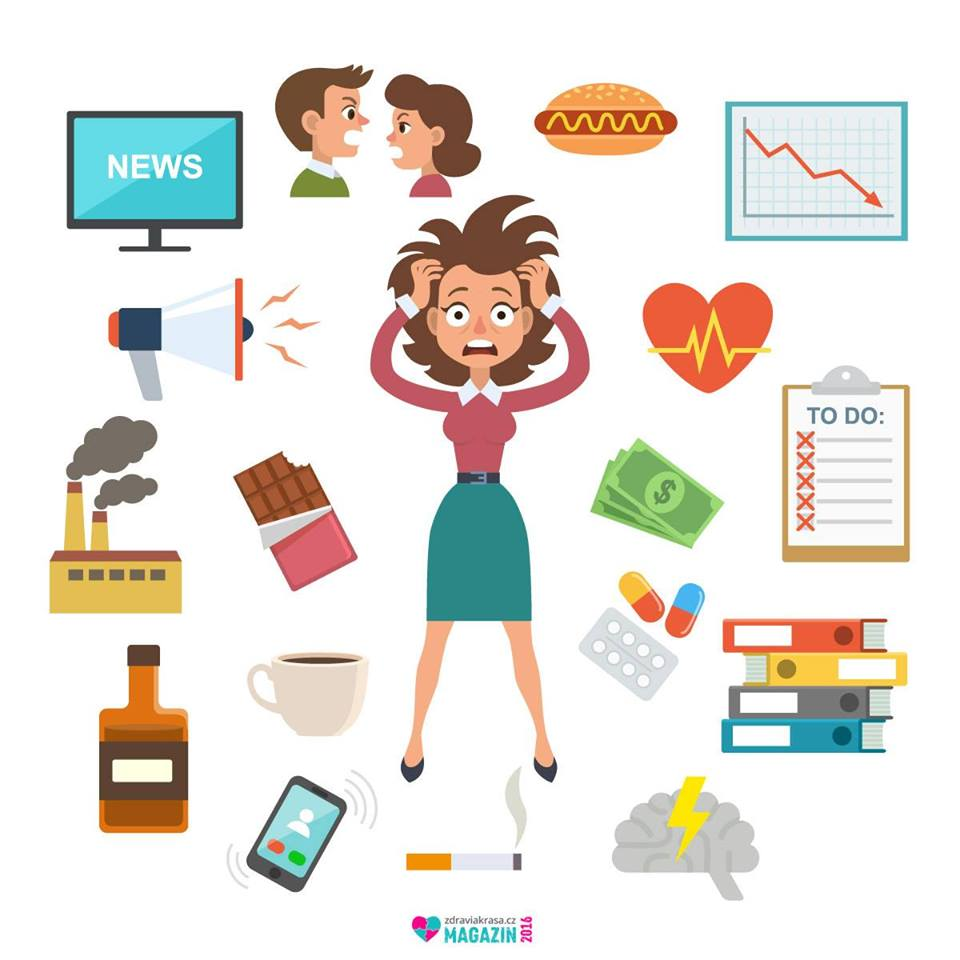 NEWS
TO DO:
$
zdraviakrasa.cz
MAGAZIN
2016